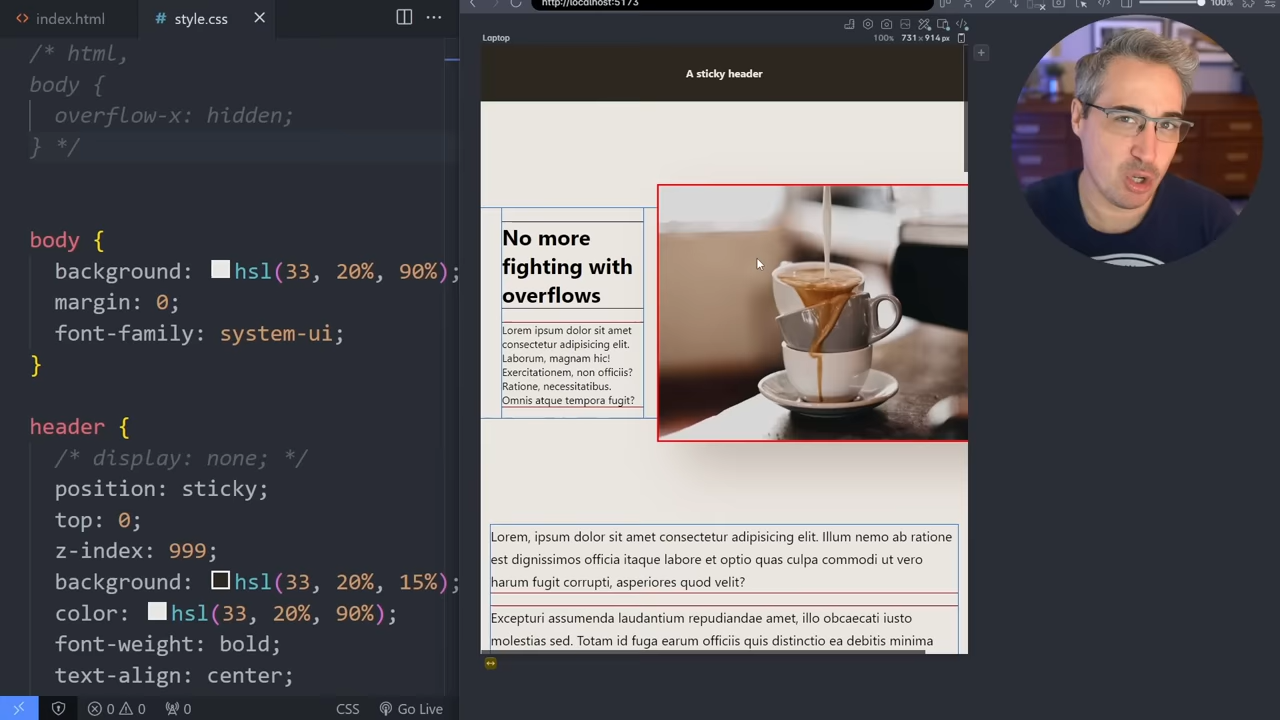 index.html
style.css
/* html,
body {
overflow-x: hidden;
} */
body {
background: hsl(33, 20%, 90%);
margin: 0;
font-family: system-ui;
}
header {
/* display: none; */
position: sticky;
top: 0;
z-index: 999;
background: hsl(33, 20%, 15%);
color: hsl(33, 20%, 90%);
font-weight: bold;
text-align: center;
0 0 0
CSS
Go Live
http://localhost:5173
100%
Laptop
100% 731 × 914 px
A sticky header
No more
fighting with
overflows
Lorem ipsum dolor sit amet
consectetur adipisicing elit.
Laborum, magnam hic!
Exercitationem, non officiis?
Ratione, necessitatibus.
Omnis atque tempora fugit?
Lorem, ipsum dolor sit amet consectetur adipisicing elit. Illum nemo ab ratione
est dignissimos officia itaque labore et optio quas culpa commodi ut vero
harum fugit corrupti, asperiores quod velit?
Excepturi assumenda laudantium repudiandae amet, illo obcaecati iusto
molestias sed. Totam id fuga earum officiis quis distinctio ea debitis minima